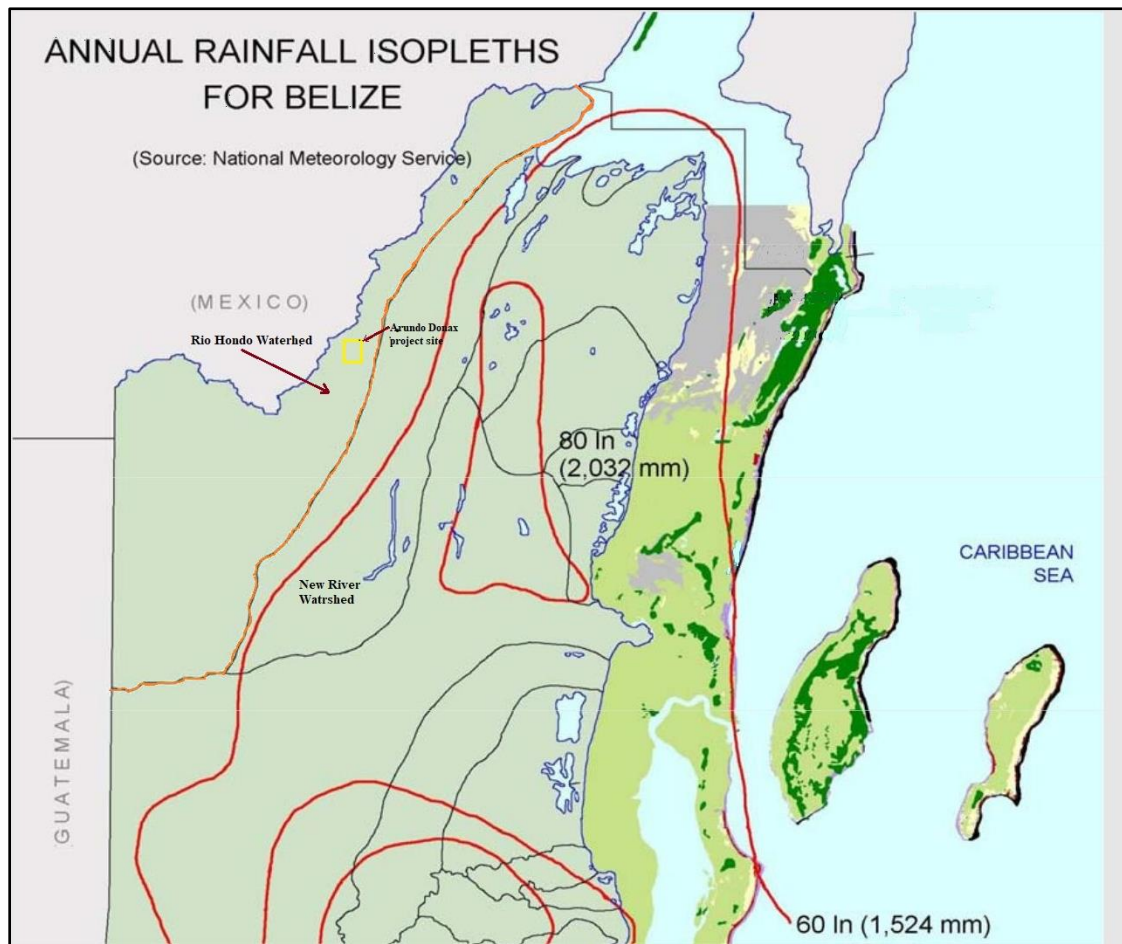 ANNUAL RAINFALL ISOPLETHS
FOR BELIZE
(Source: National Meteorology Service)
(MEXICO)
Rio Hondo Waterhed
Arundo Donax
project site
80 In
(2,032 mm)
CARIBBEAN
SEA
New River
Watrshed
GUATEMALA)
60 In (1,524 mm)